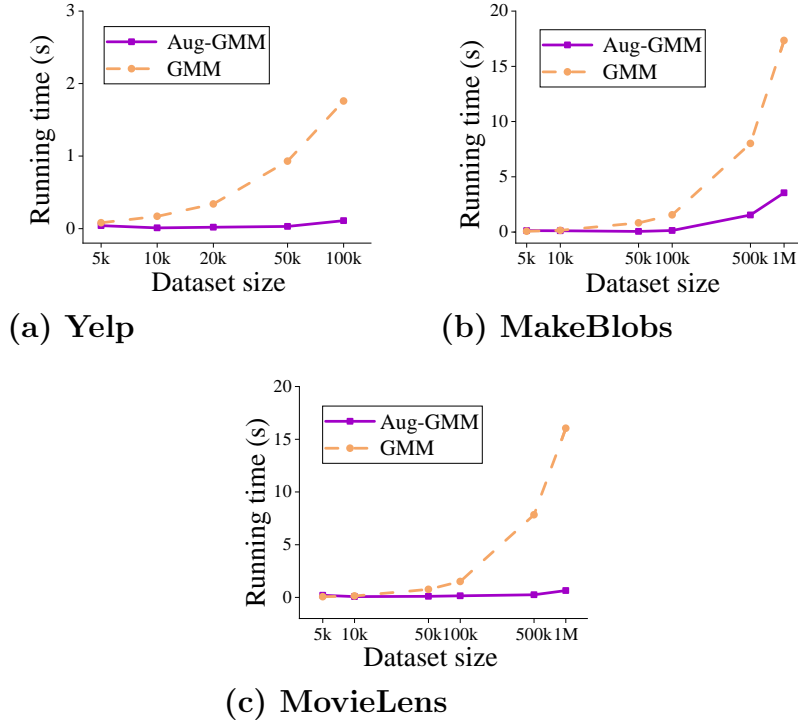 3
2
1
0
Running time (s)
Aug-GMM
GMM
5k 10k 20k 50k 100k
Dataset size
(a) Yelp
20
15
10
5
0
Running time (s)
Aug-GMM
GMM
5k 10k 50k 100k 500k 1M
Dataset size
(b) MakeBlobs
20
15
10
5
0
Running time (s)
Aug-GMM
GMM
5k 10k 50k 100k 500k 1M
Dataset size
(c) MovieLens